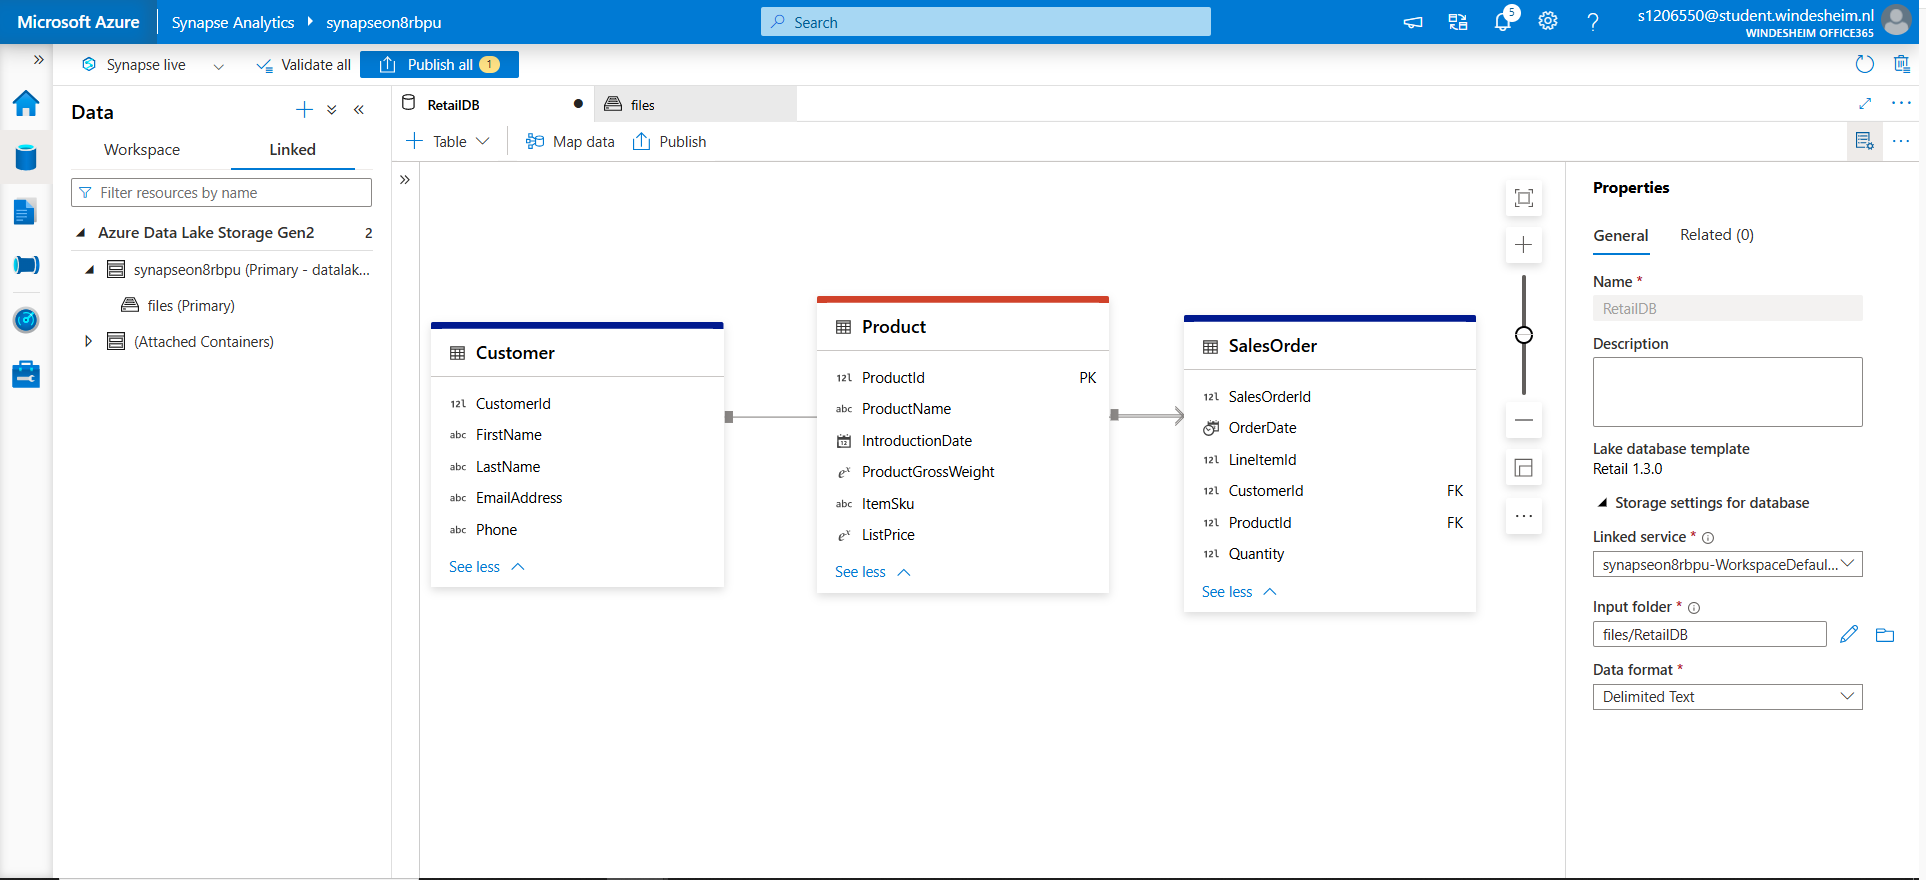 Microsoft Azure
Synapse Analytics
synapseon8rbpu
Search
5
s1206550@student.windesheim.nl
WINDESHEIM OFFICE365
Synapse live
Validate all
Publish all 1
Data
Workspace
Linked
Filter resources by name
Azure Data Lake Storage Gen2 2
synapseon8rbpu (Primary - datalak...
files (Primary)
(Attached Containers)
RetailDB
files
Table
Map data
Publish
Customer
12l CustomerId
abc FirstName
abc LastName
abc EmailAddress
abc Phone
See less
Product
12l ProductId PK
abc ProductName
12 IntroductionDate
eˣ ProductGrossWeight
abc ItemSku
eˣ ListPrice
See less
SalesOrder
12l SalesOrderId
OrderDate
12l LineItemId
12l CustomerId FK
12l ProductId FK
12l Quantity
See less
Properties
General
Related (0)
Name *
RetailDB
Description
Lake database template
Retail 1.3.0
Storage settings for database
Linked service *
synapseon8rbpu-WorkspaceDefaul...
Input folder *
files/RetailDB
Data format *
Delimited Text